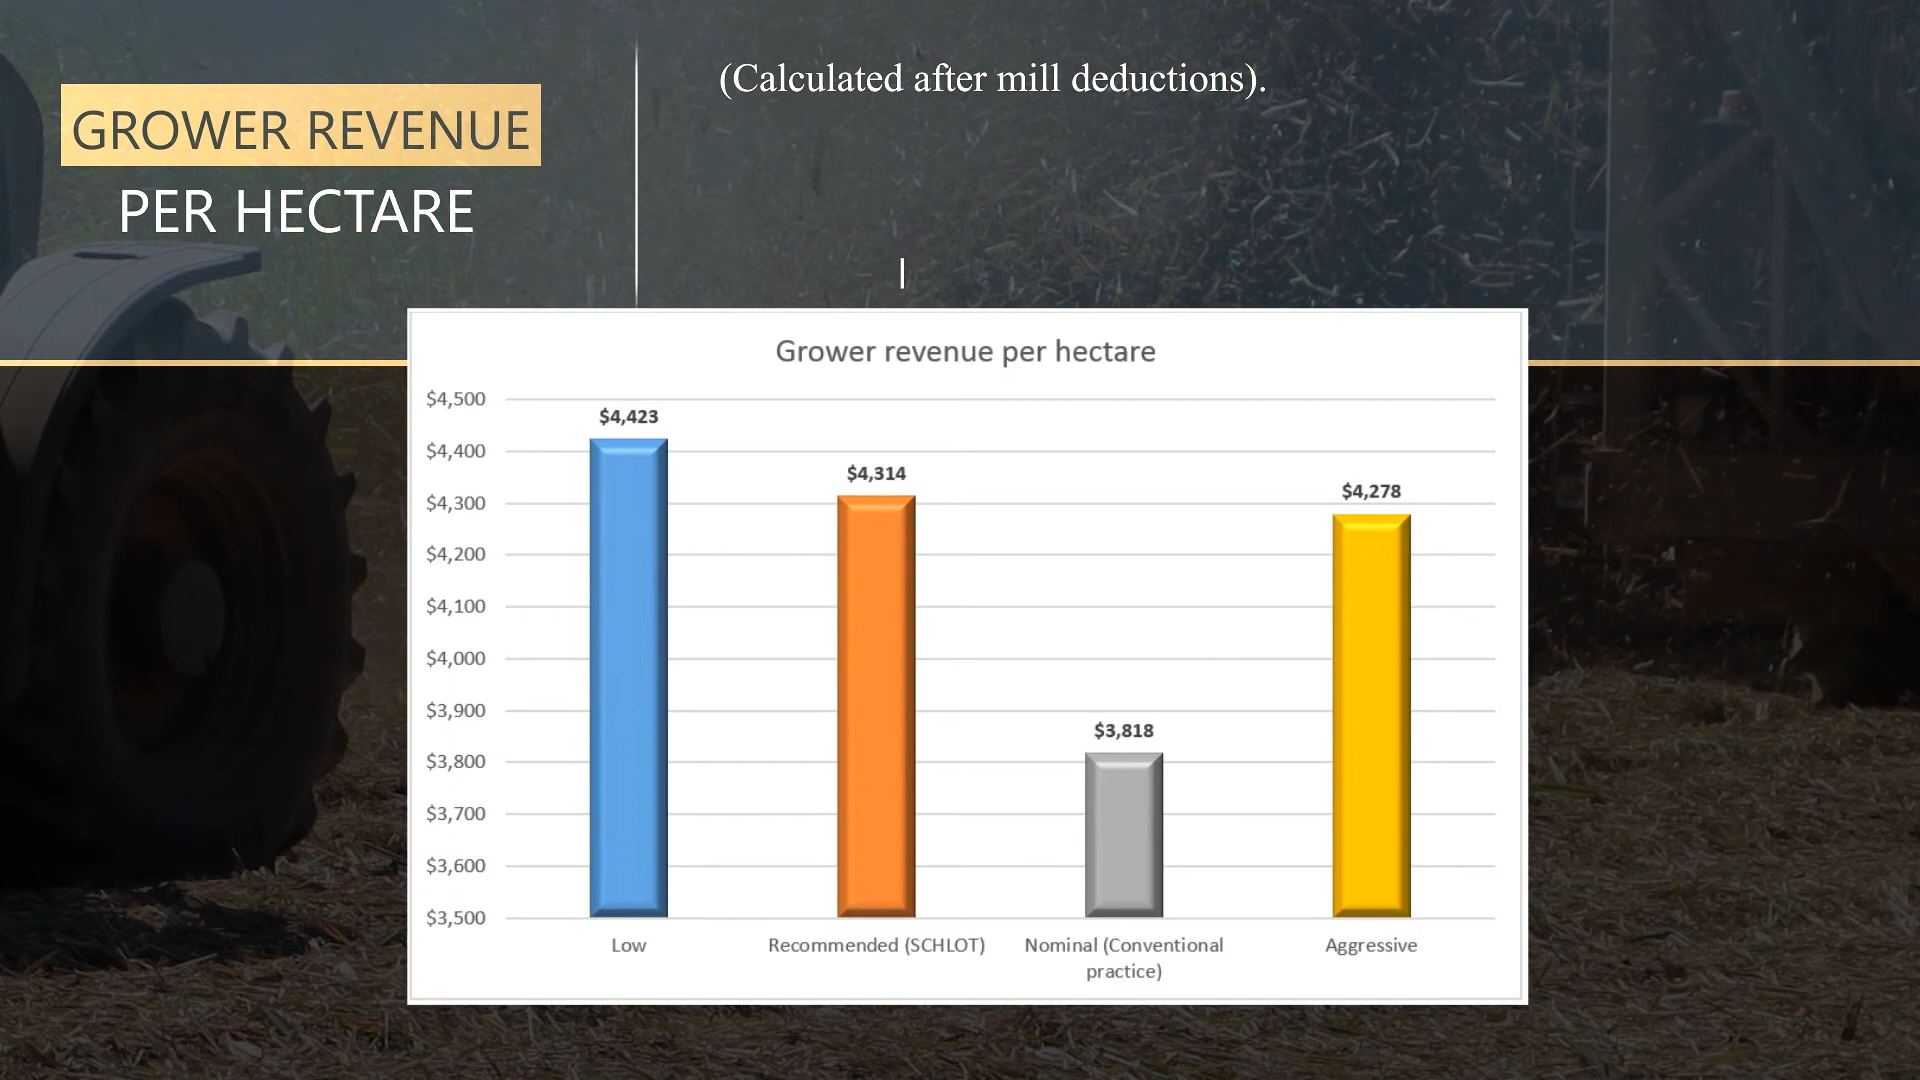 GROWER REVENUE
PER HECTARE
(Calculated after mill deductions).
Grower revenue per hectare
$4,500
$4,400
$4,300
$4,200
$4,100
$4,000
$3,900
$3,800
$3,700
$3,600
$3,500
$4,423
$4,314
$3,818
$4,278
Low
Recommended (SCHLOT)
Nominal (Conventional
practice)
Aggressive